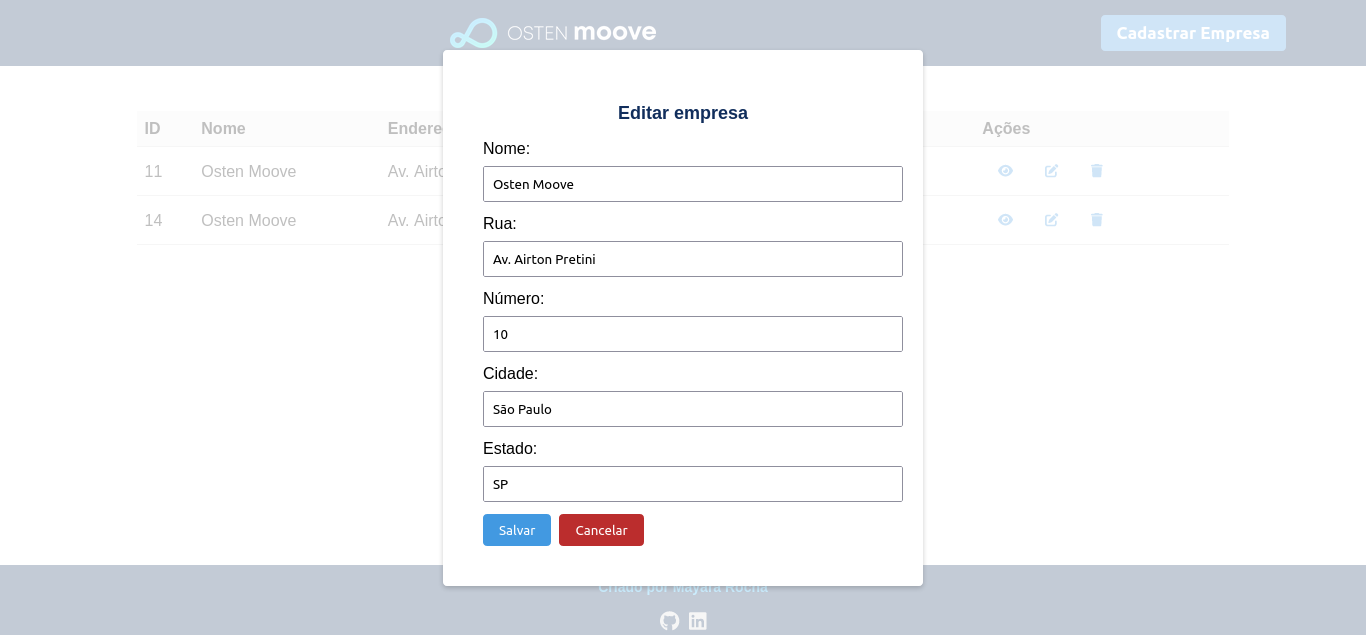 OSTEN moove
Cadastrar Empresa
ID Nome Endere Ações
11 Osten Moove Av. Airto
14 Osten Moove Av. Airto
Editar empresa
Nome:
Osten Moove
Rua:
Av. Airton Pretini
Número:
10
Cidade:
São Paulo
Estado:
SP
Salvar Cancelar
Criado por Mayara Rocha